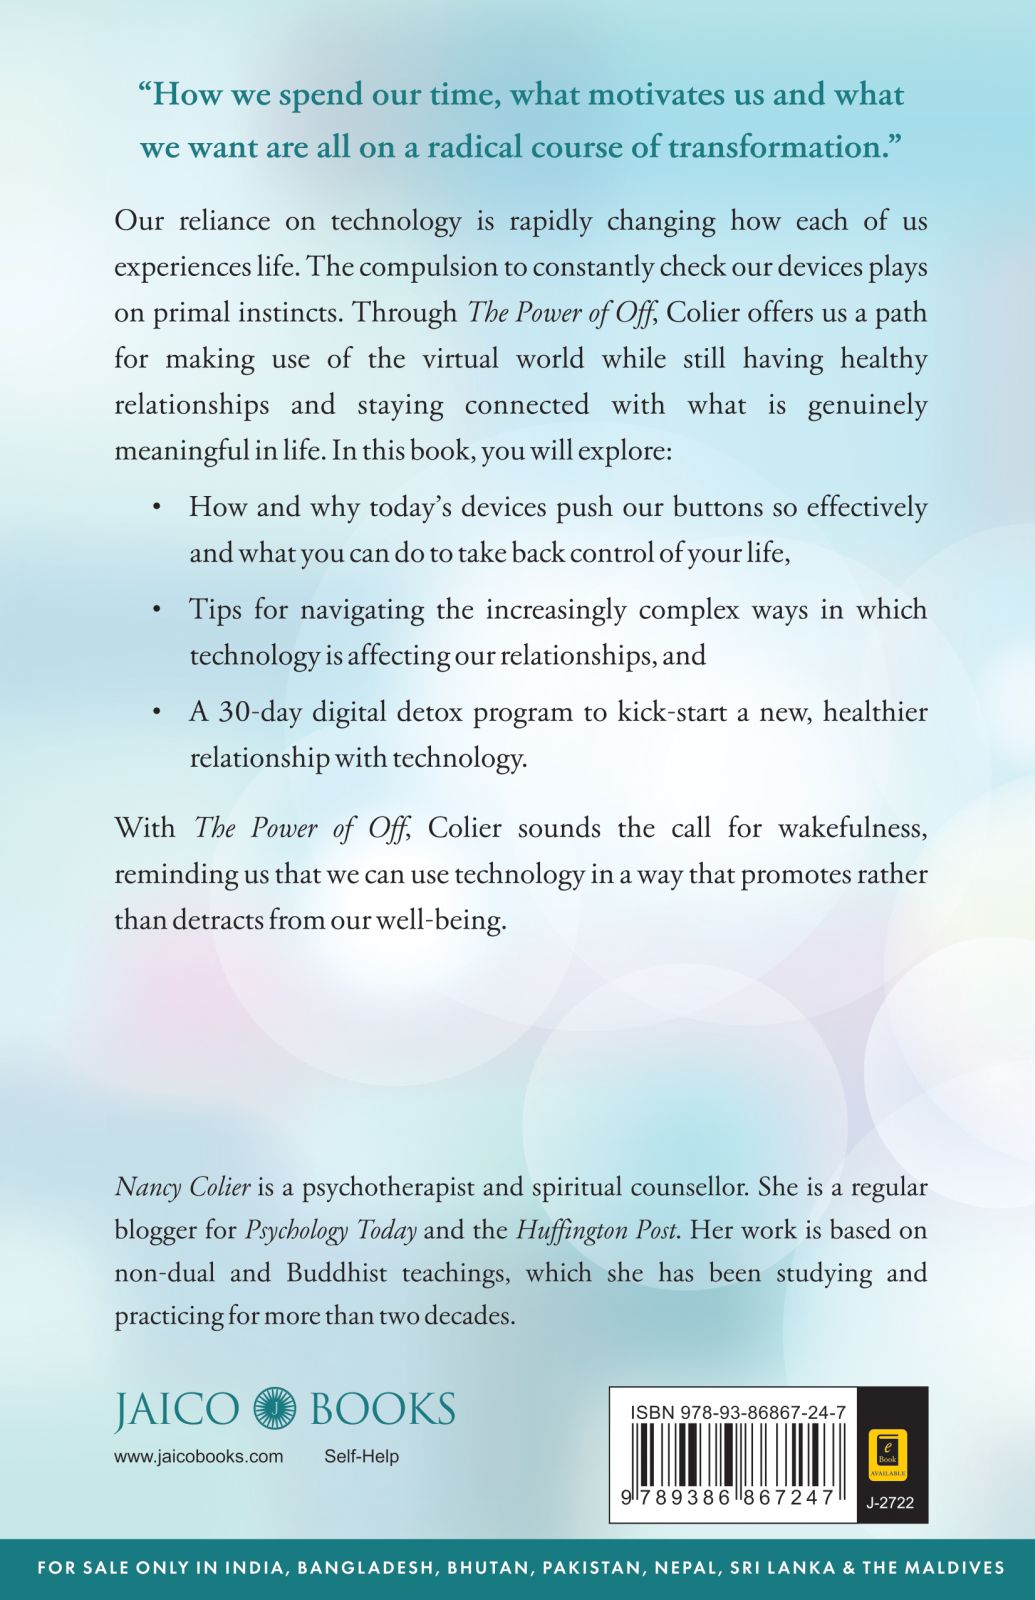 “How we spend our time, what motivates us and what
we want are all on a radical course of transformation.”
Our reliance on technology is rapidly changing how each of us
experiences life. The compulsion to constantly check our devices plays
on primal instincts. Through The Power of Off, Colier offers us a path
for making use of the virtual world while still having healthy
relationships and staying connected with what is genuinely
meaningful in life. In this book, you will explore:
• How and why today’s devices push our buttons so effectively
and what you can do to take back control of your life,
• Tips for navigating the increasingly complex ways in which
technology is affecting our relationships, and
• A 30-day digital detox program to kick-start a new, healthier
relationship with technology.
With The Power of Off, Colier sounds the call for wakefulness,
reminding us that we can use technology in a way that promotes rather
than detracts from our well-being.
Nancy Colier is a psychotherapist and spiritual counsellor. She is a regular
blogger for Psychology Today and the Huffington Post. Her work is based on
non-dual and Buddhist teachings, which she has been studying and
practicing for more than two decades.
JAICO J BOOKS
www.jaicobooks.com Self-Help
ISBN 978-93-86867-24-7
9 789386 867247
e
Book
AVAILABLE
J-2722
FOR SALE ONLY IN INDIA, BANGLADESH, BHUTAN, PAKISTAN, NEPAL, SRI LANKA & THE MALDIVES